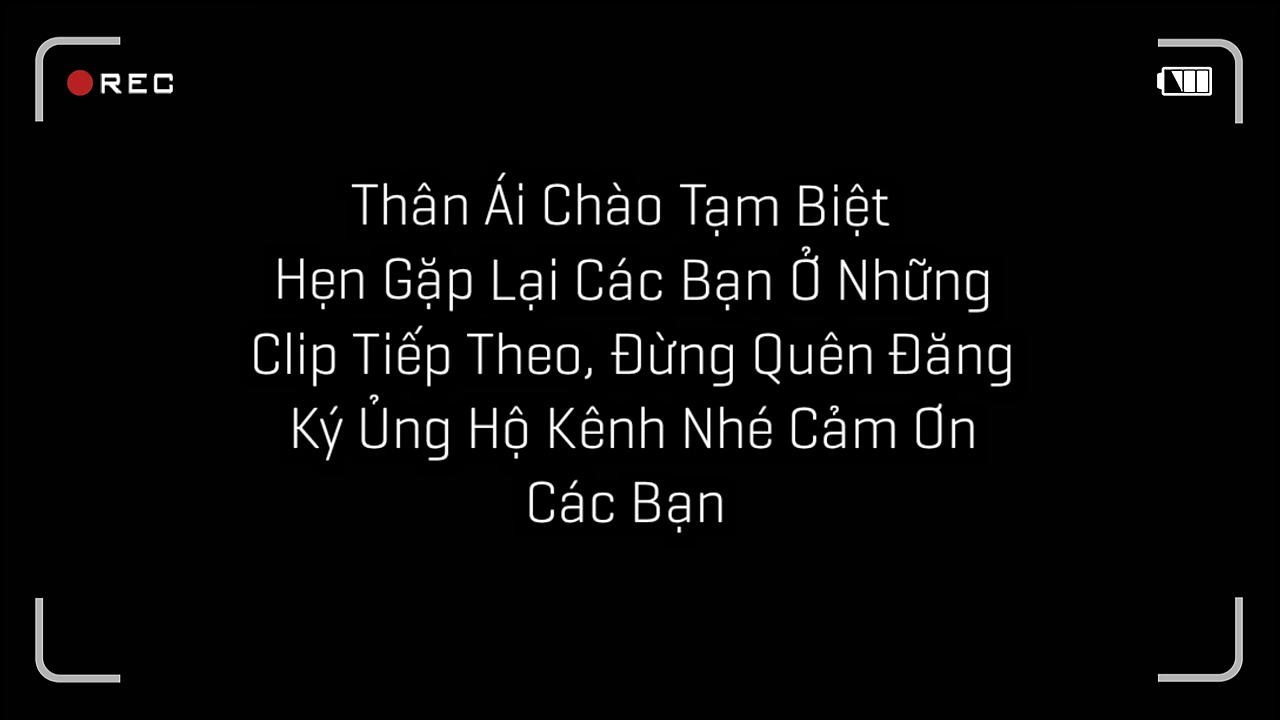 REC
Thân Ái Chào Tạm Biệt
Hẹn Gặp Lại Các Bạn Ở Những
Clip Tiếp Theo, Đừng Quên Đăng
Ký Ủng Hộ Kênh Nhé Cảm Ơn
Các Bạn